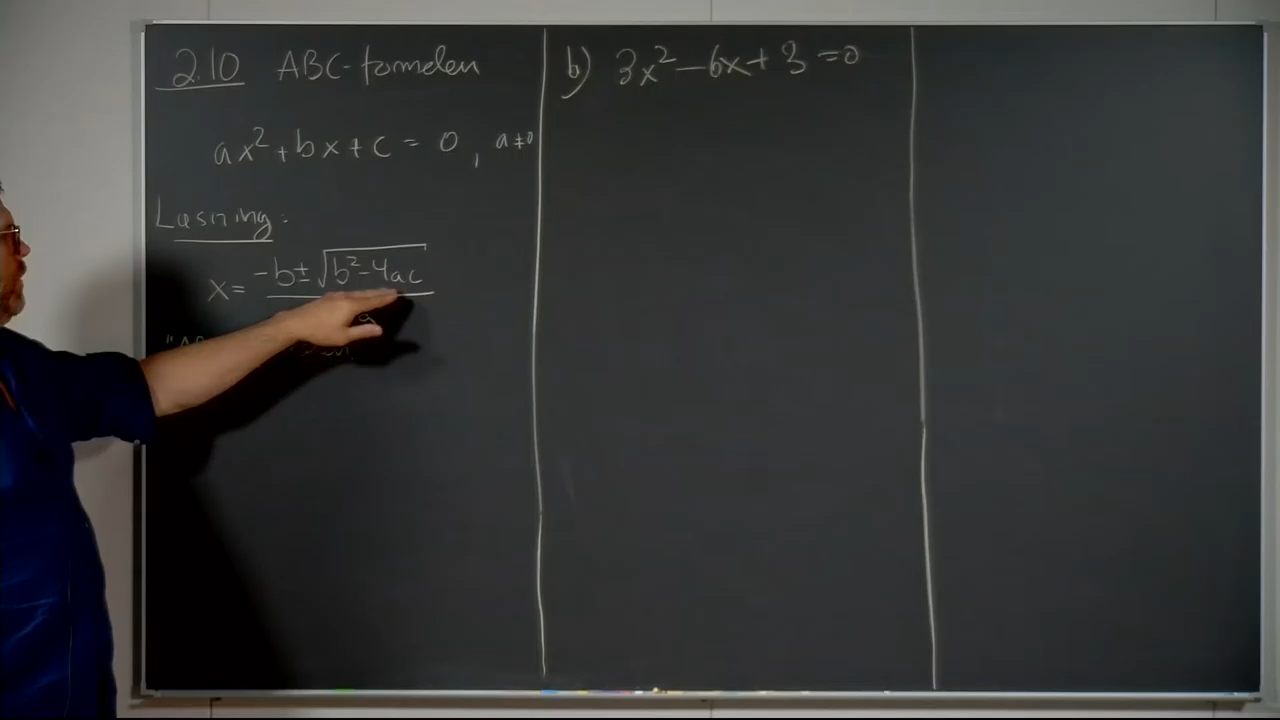 2.10 ABC-formelen
ax² + bx + c = 0, a ≠ 0
Løsning:
x = -b ± √(b² - 4ac)
b) 3x² - 6x + 3 = 0